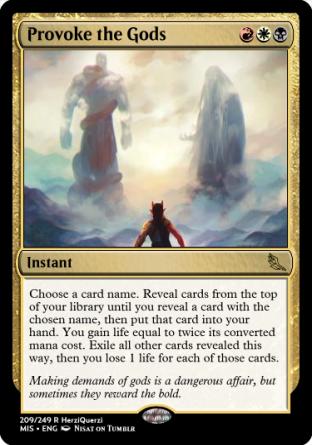 Provoke the Gods
Instant
Choose a card name. Reveal cards from the top
of your library until you reveal a card with the
chosen name, then put that card into your
hand. You gain life equal to twice its converted
mana cost. Exile all other cards revealed this
way, then you lose 1 life for each of those cards.
Making demands of gods is a dangerous affair, but
sometimes they reward the bold.
209/249 R HerziQuerzi
MIS • ENG Nisat on Tumblr